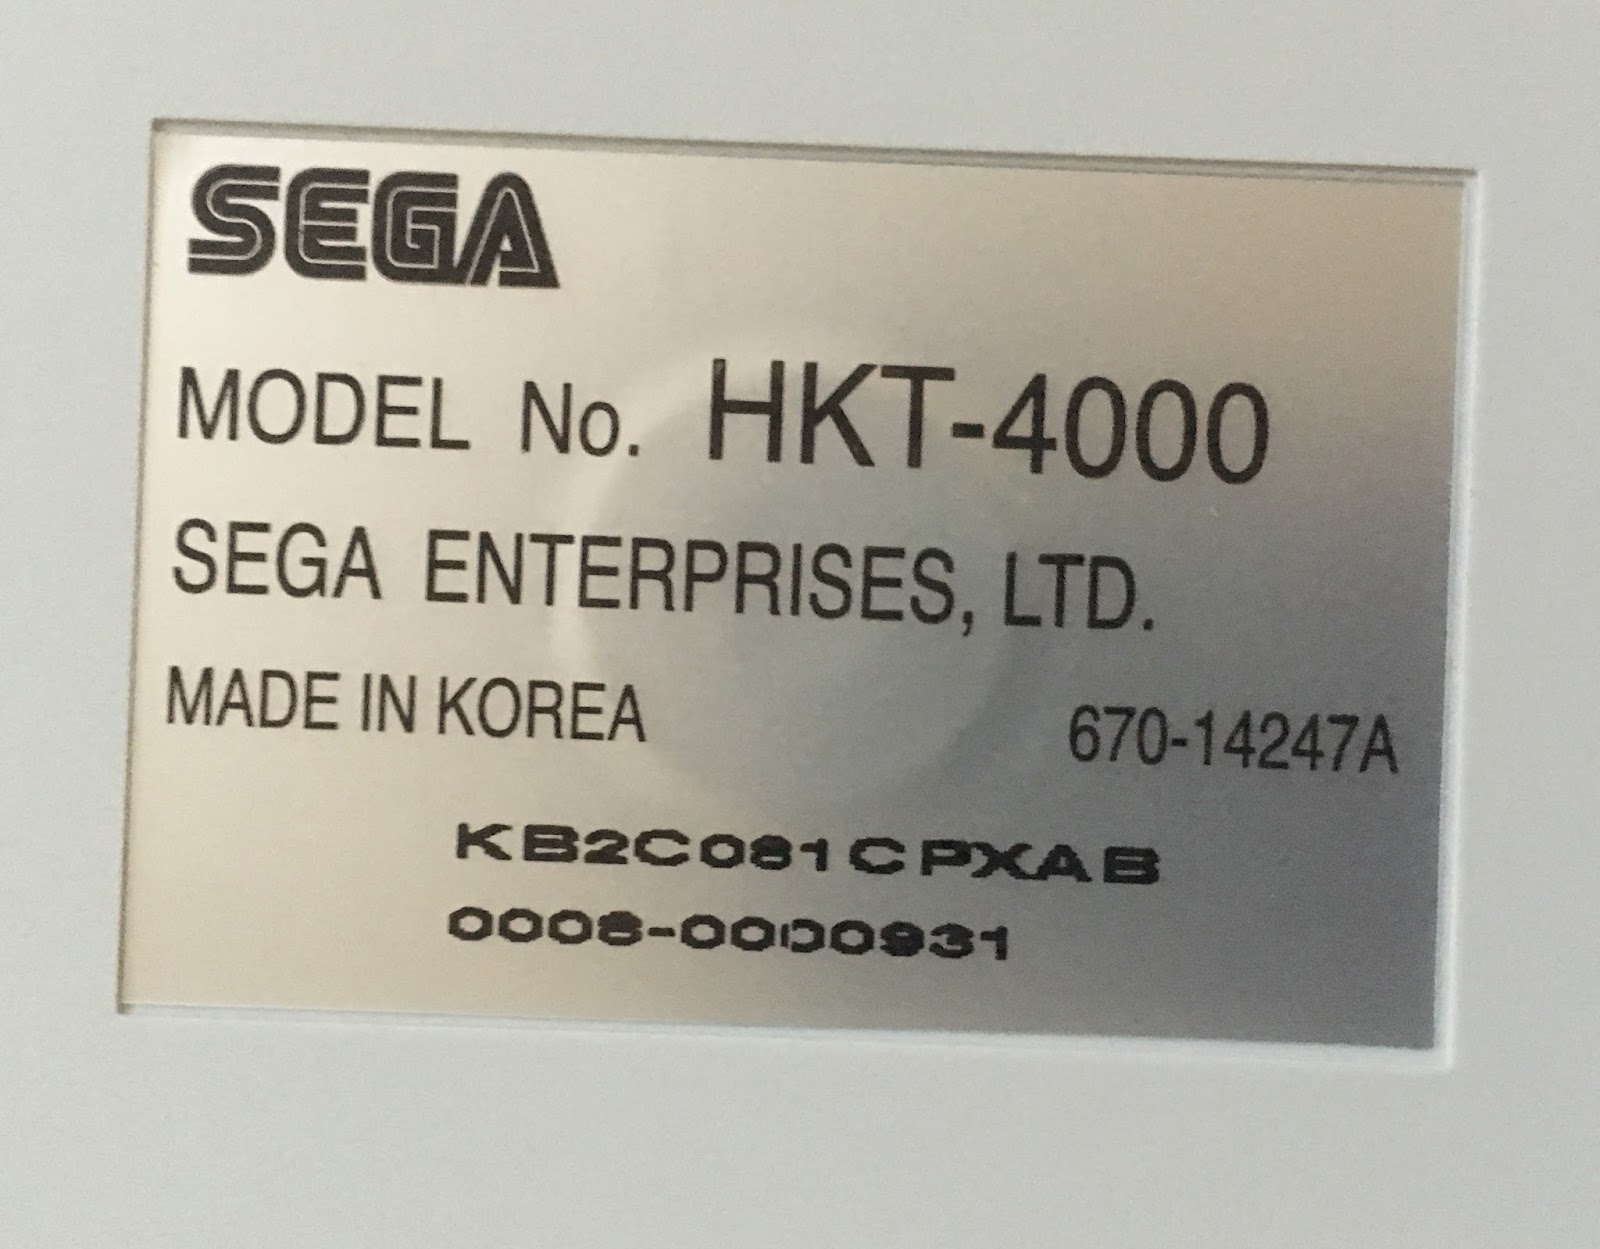 SEGA
MODEL No. HKT-4000
SEGA ENTERPRISES, LTD.
MADE IN KOREA 670-14247A
KB2C081CPXAB
0008-0000931